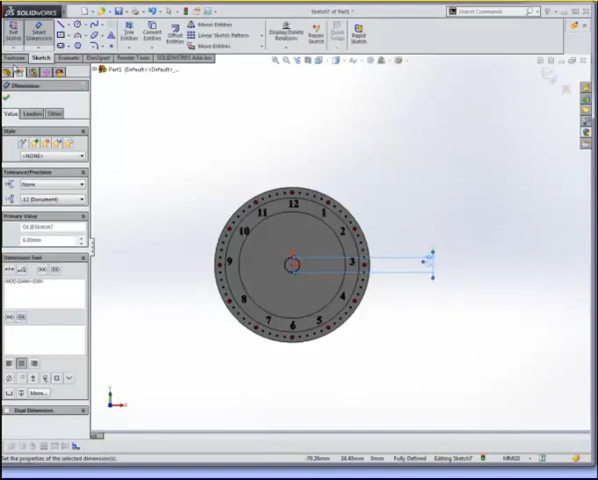 SOLIDWORKS
Sketch7 of Part1 *
Search Commands
Exit Sketch
Smart Dimension
Trim Entities
Convert Entities
Offset Entities
Mirror Entities
Linear Sketch Pattern
Move Entities
Display/Delete Relations
Repair Sketch
Quick Snaps
Rapid Sketch
Features
Sketch
Evaluate
DimXpert
Render Tools
SOLIDWORKS Add-Ins
Part1 (Default<<Default>_...
Dimension
Value
Leaders
Other
Style
<NONE>
Tolerance/Precision
None
.12 (Document)
Primary Value
D1@Sketch7
6.00mm
Dimension Text
<MOD-DIAM><DIM>
More...
Dual Dimension
12
1
2
3
4
5
6
7
8
9
10
11
Y
X
Set the properties of the selected dimension(s).
-79.26mm
34.40mm
0mm
Fully Defined
Editing Sketch7
MMGS